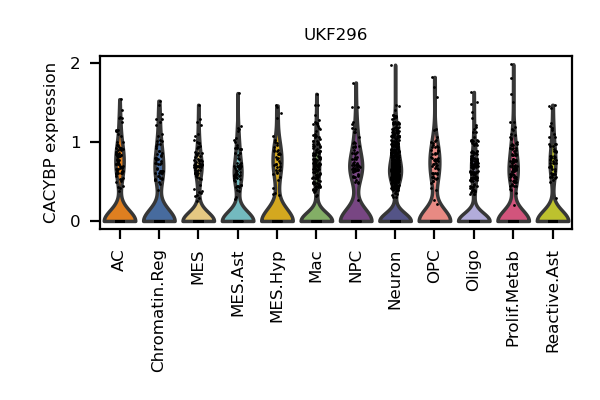 UKF296
CACYBP expression
2
1
0
AC
Chromatin.Reg
MES
MES.Ast
MES.Hyp
Mac
NPC
Neuron
OPC
Oligo
Prolif.Metab
Reactive.Ast